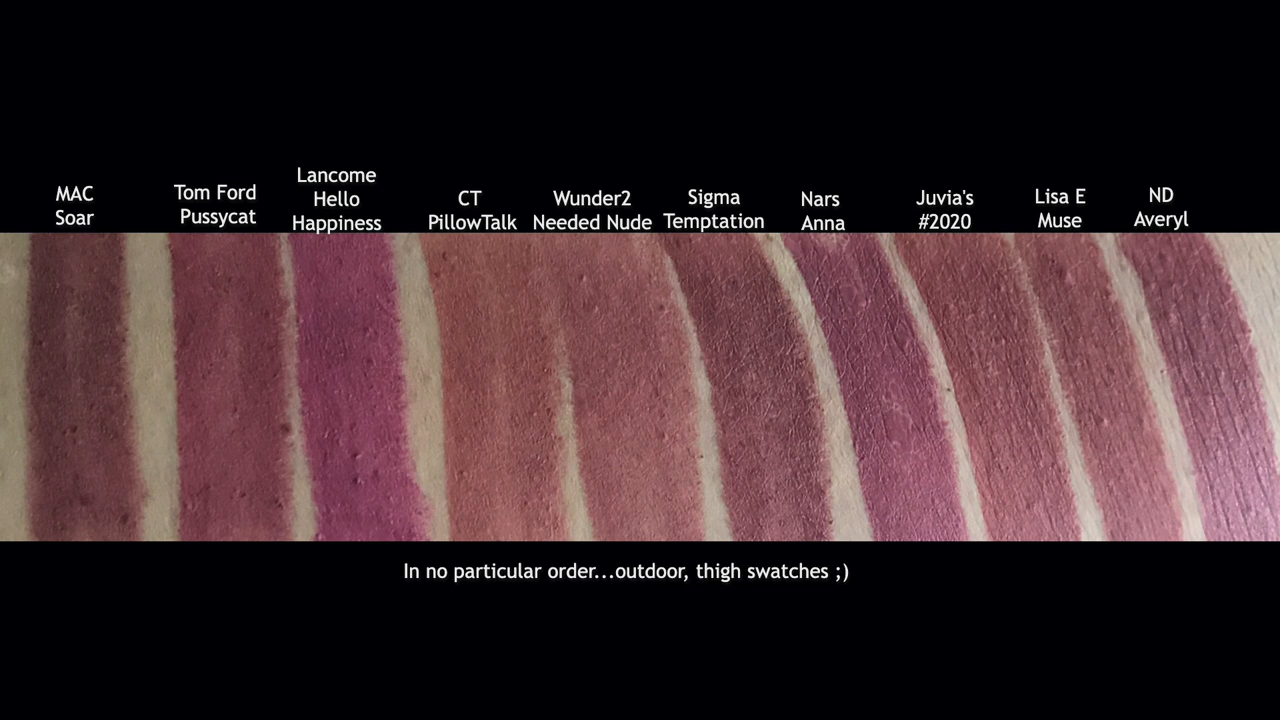 MAC
Soar
Tom Ford
Pussycat
Lancome
Hello
Happiness
CT
PillowTalk
Wunder2
Needed Nude
Sigma
Temptation
Nars
Anna
Juvia's
#2020
Lisa E
Muse
ND
Averyl
In no particular order...outdoor, thigh swatches ;)